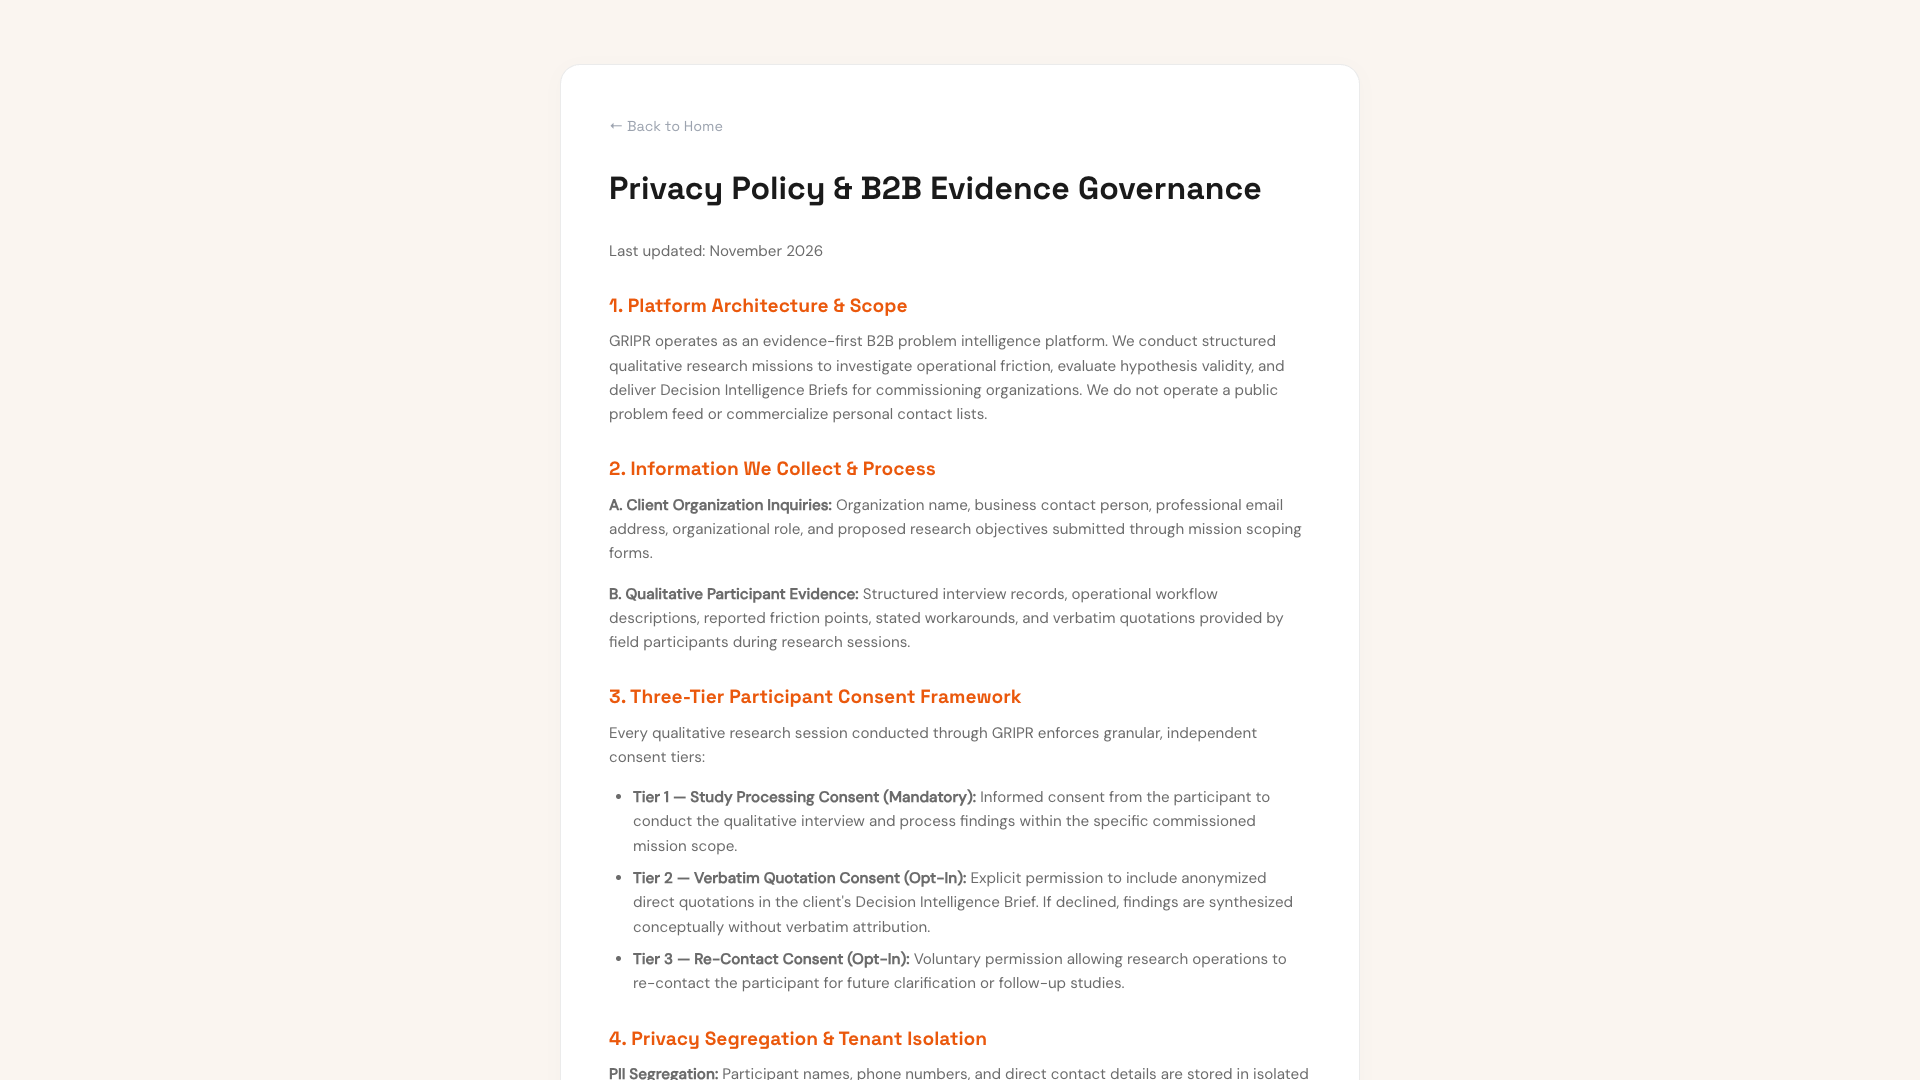 ← Back to Home
Privacy Policy & B2B Evidence Governance
Last updated: November 2026
1. Platform Architecture & Scope
GRIPR operates as an evidence-first B2B problem intelligence platform. We conduct structured
qualitative research missions to investigate operational friction, evaluate hypothesis validity, and
deliver Decision Intelligence Briefs for commissioning organizations. We do not operate a public
problem feed or commercialize personal contact lists.
2. Information We Collect & Process
A. Client Organization Inquiries: Organization name, business contact person, professional email
address, organizational role, and proposed research objectives submitted through mission scoping
forms.
B. Qualitative Participant Evidence: Structured interview records, operational workflow
descriptions, reported friction points, stated workarounds, and verbatim quotations provided by
field participants during research sessions.
3. Three-Tier Participant Consent Framework
Every qualitative research session conducted through GRIPR enforces granular, independent
consent tiers:
• Tier 1 — Study Processing Consent (Mandatory): Informed consent from the participant to
conduct the qualitative interview and process findings within the specific commissioned
mission scope.
• Tier 2 — Verbatim Quotation Consent (Opt-In): Explicit permission to include anonymized
direct quotations in the client's Decision Intelligence Brief. If declined, findings are synthesized
conceptually without verbatim attribution.
• Tier 3 — Re-Contact Consent (Opt-In): Voluntary permission allowing research operations to
re-contact the participant for future clarification or follow-up studies.
4. Privacy Segregation & Tenant Isolation
PII Segregation: Participant names, phone numbers, and direct contact details are stored in isolated